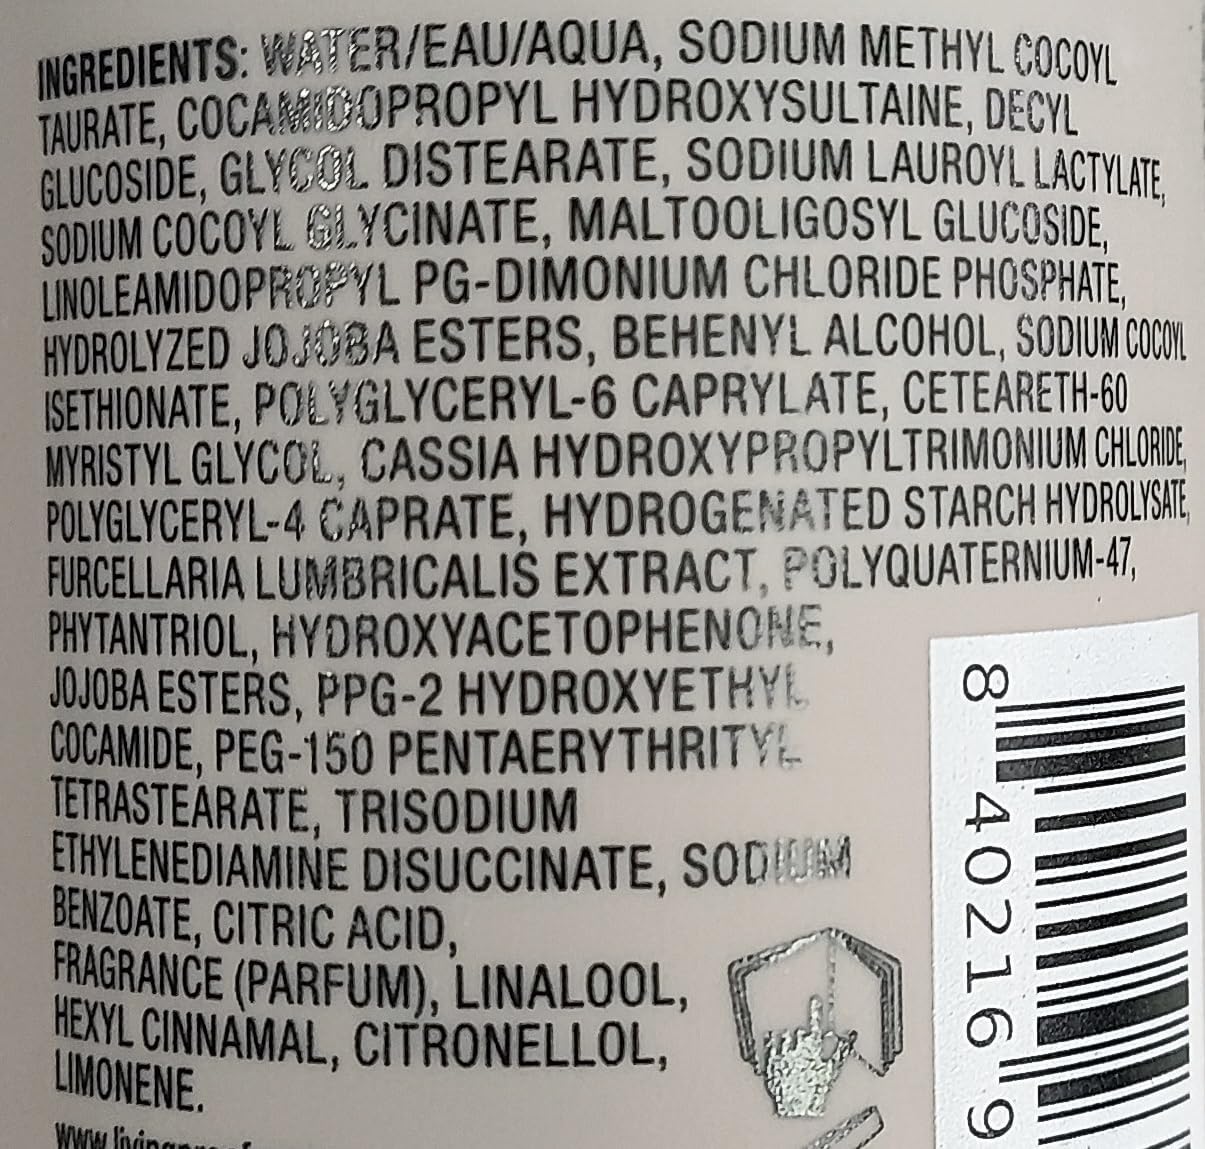 INGREDIENTS: WATER/EAU/AQUA, SODIUM METHYL COCOYL
TAURATE, COCAMIDOPROPYL HYDROXYSULTAINE, DECYL
GLUCOSIDE, GLYCOL DISTEARATE, SODIUM LAUROYL LACTYLATE,
SODIUM COCOYL GLYCINATE, MALTOOLIGOSYL GLUCOSIDE,
LINOLEAMIDOPROPYL PG-DIMONIUM CHLORIDE PHOSPHATE,
HYDROLYZED JOJOBA ESTERS, BEHENYL ALCOHOL, SODIUM COCOYL
ISETHIONATE, POLYGLYCERYL-6 CAPRYLATE, CETEARETH-60
MYRISTYL GLYCOL, CASSIA HYDROXYPROPYLTRIMONIUM CHLORIDE,
POLYGLYCERYL-4 CAPRATE, HYDROGENATED STARCH HYDROLYSATE,
FURCELLARIA LUMBRICALIS EXTRACT, POLYQUATERNIUM-47,
PHYTANTRIOL, HYDROXYACETOPHENONE,
JOJOBA ESTERS, PPG-2 HYDROXYETHYL
COCAMIDE, PEG-150 PENTAERYTHRITYL
TETRASTEARATE, TRISODIUM
ETHYLENEDIAMINE DISUCCINATE, SODIUM
BENZOATE, CITRIC ACID,
FRAGRANCE (PARFUM), LINALOOL,
HEXYL CINNAMAL, CITRONELLOL,
LIMONENE.
8 40216 9